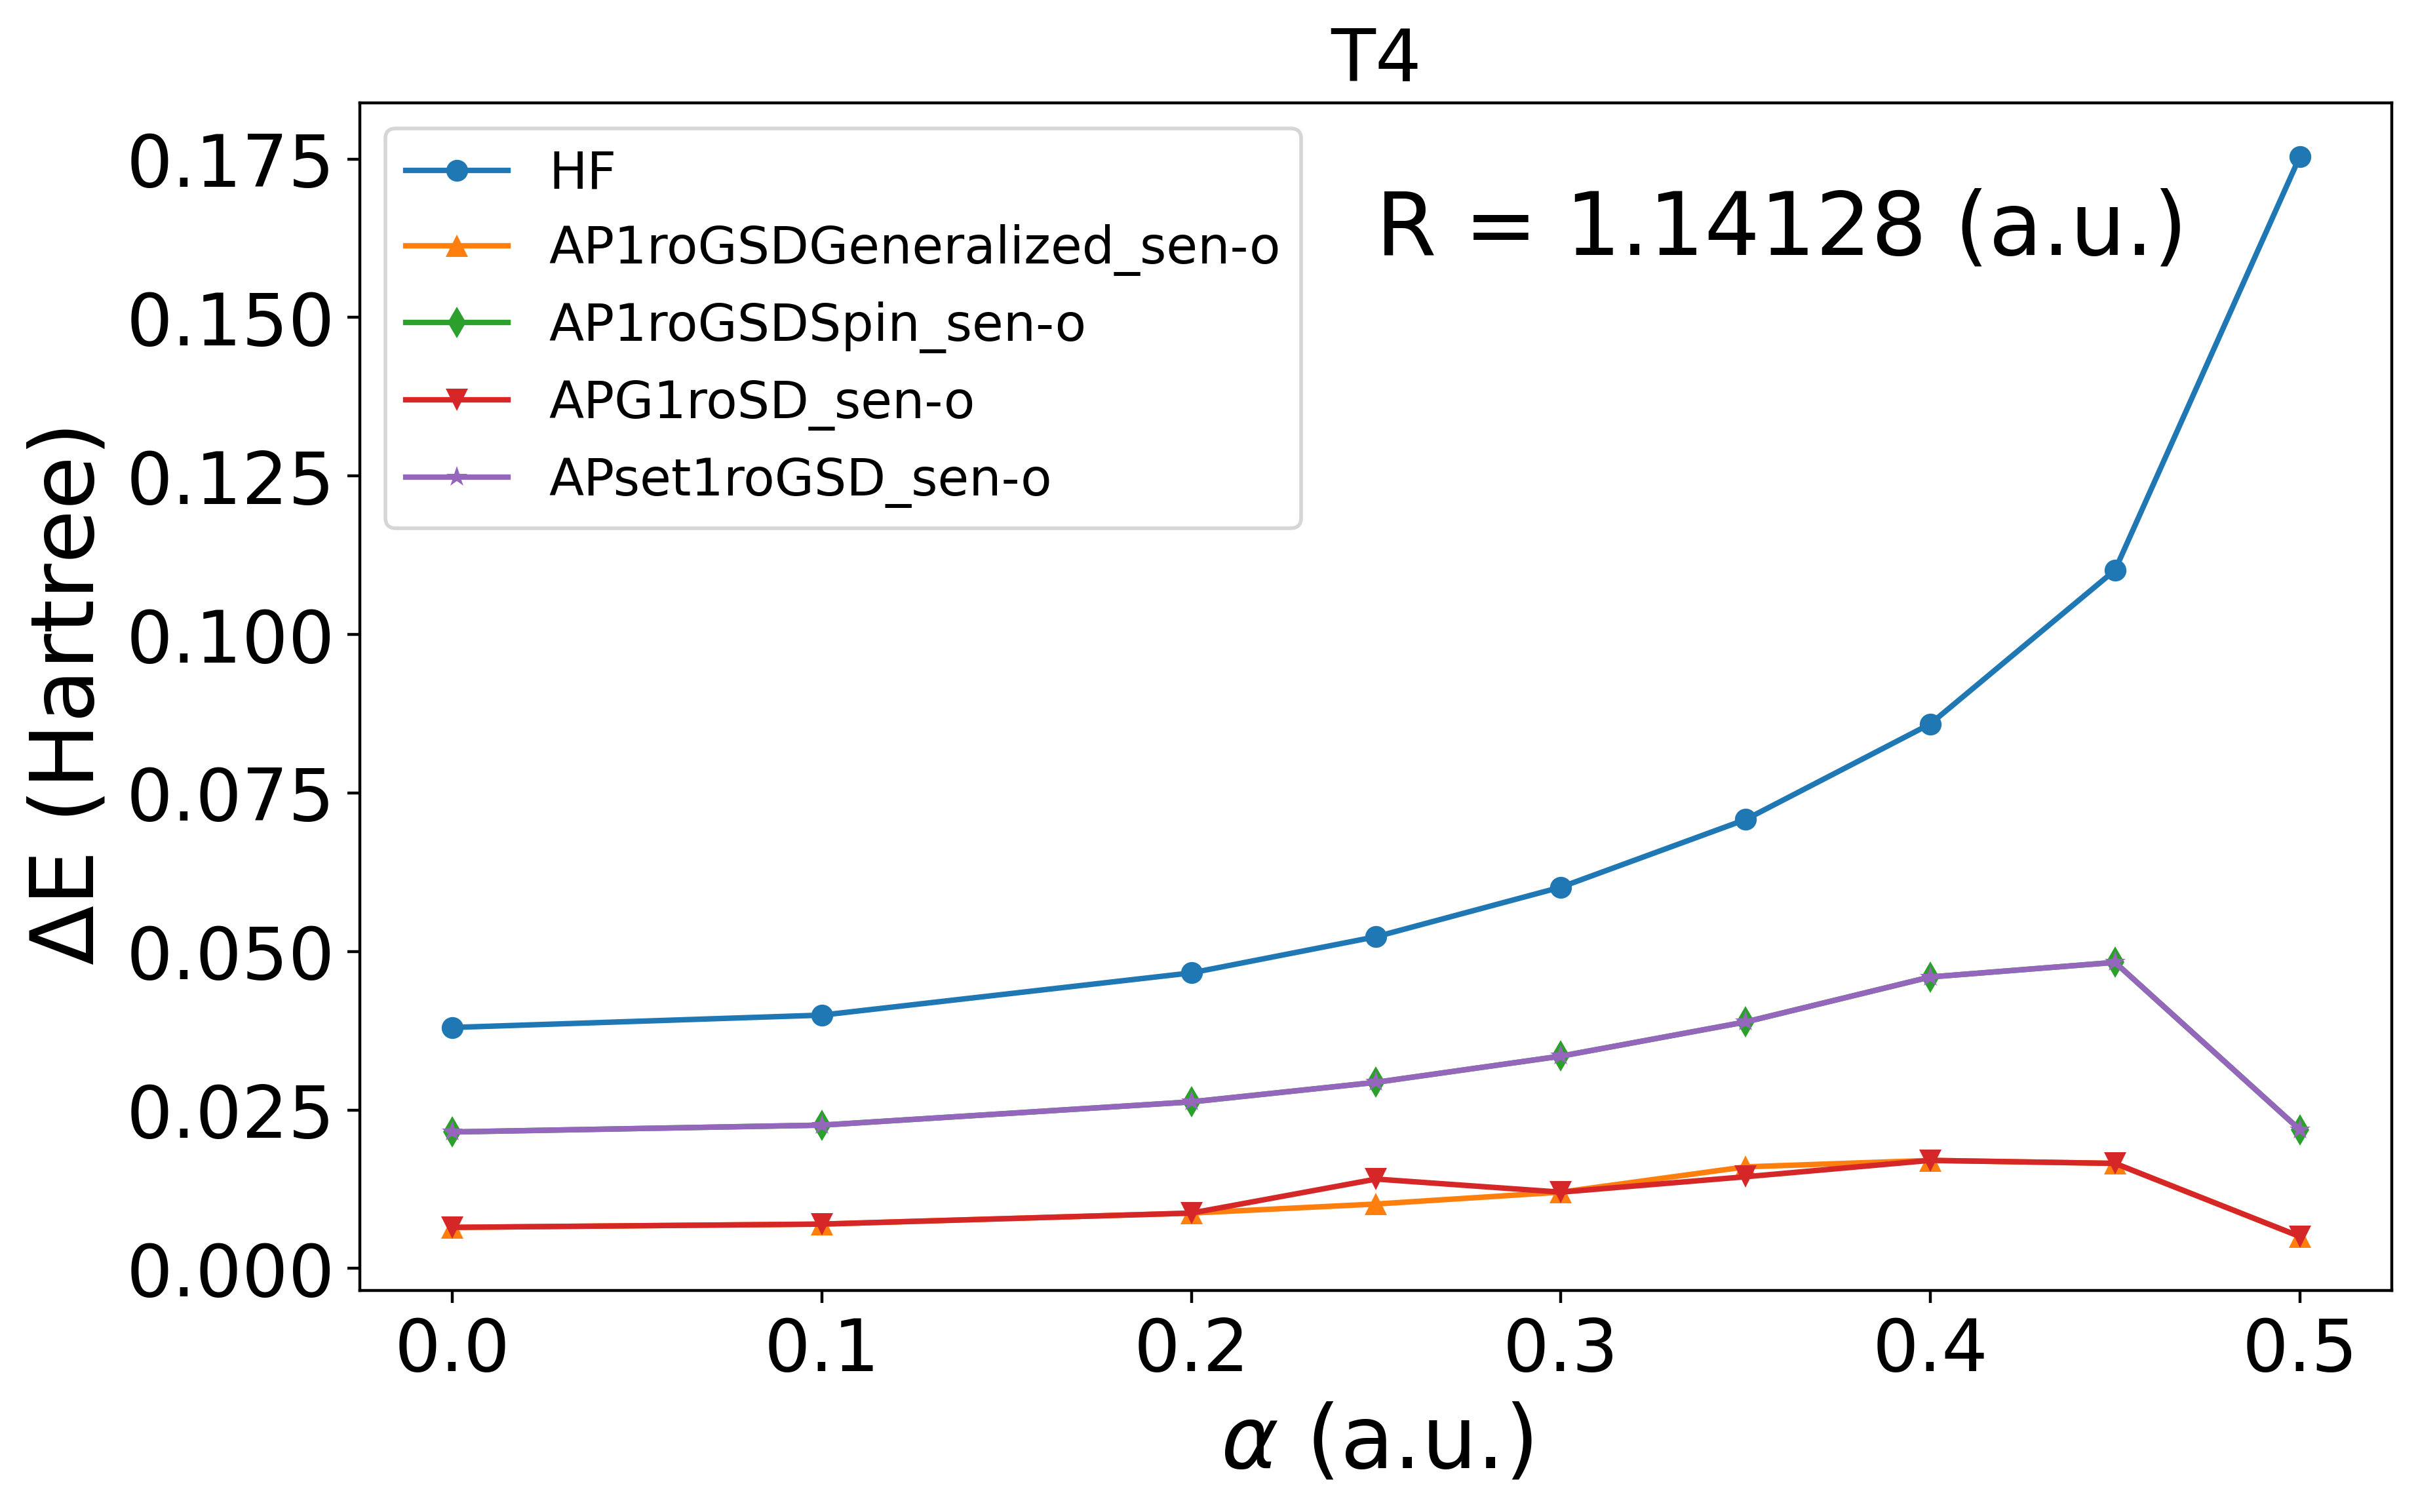 T4
R = 1.14128 (a.u.)
HF
AP1roGSDGeneralized_sen-o
AP1roGSDSpin_sen-o
APG1roSD_sen-o
APset1roGSD_sen-o
ΔE (Hartree)
0.175
0.150
0.125
0.100
0.075
0.050
0.025
0.000
0.0 0.1 0.2 0.3 0.4 0.5
α (a.u.)